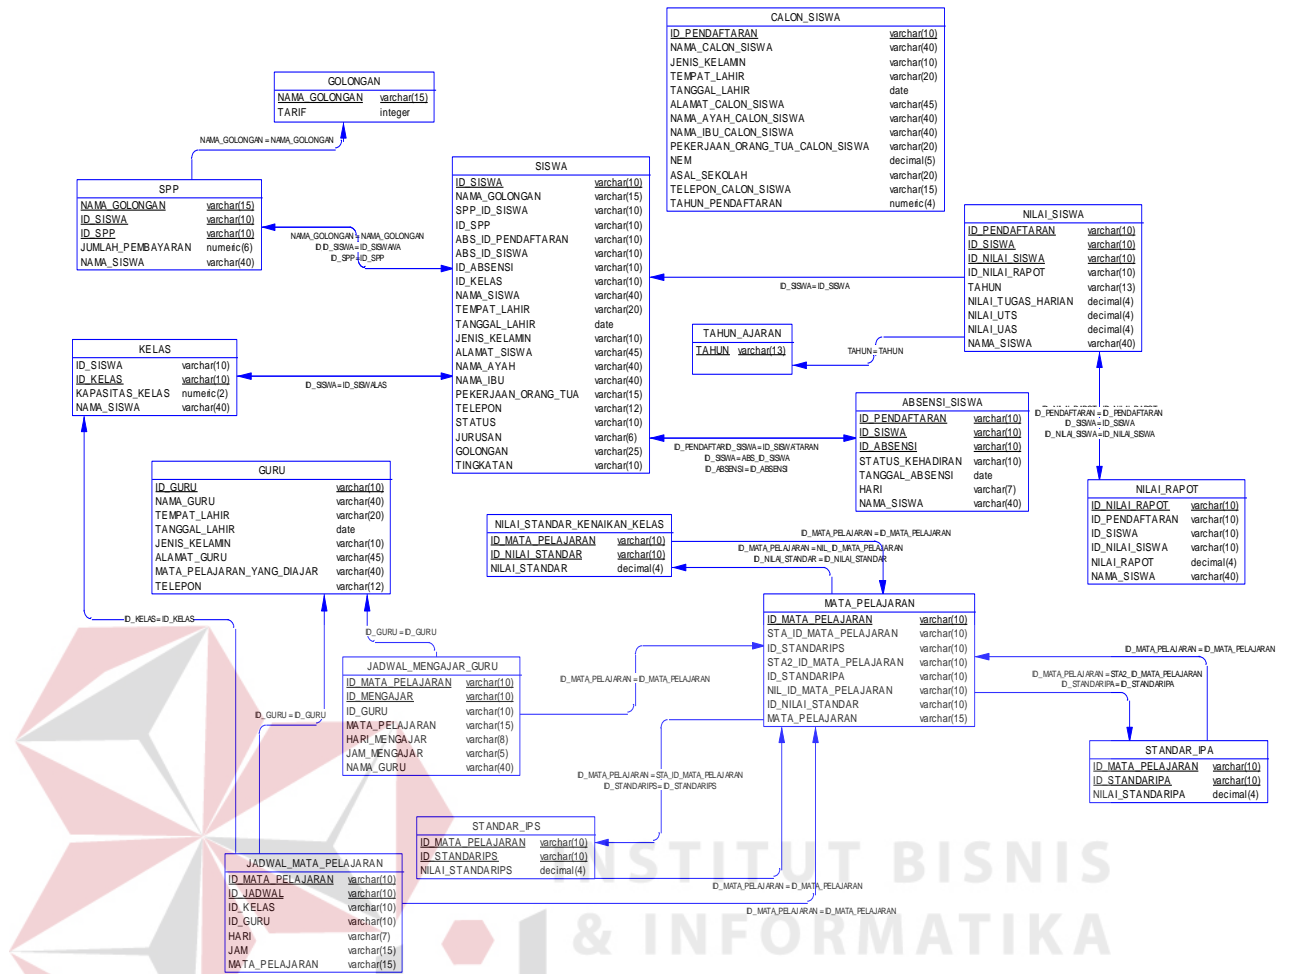 CALON_SISWA
ID_PENDAFTARAN varchar(10)
NAMA_CALON_SISWA varchar(40)
JENIS_KELAMIN varchar(10)
TEMPAT_LAHIR varchar(20)
TANGGAL_LAHIR date
ALAMAT_CALON_SISWA varchar(45)
NAMA_AYAH_CALON_SISWA varchar(40)
NAMA_IBU_CALON_SISWA varchar(40)
PEKERJAAN_ORANG_TUA_CALON_SISWA varchar(20)
NEM decimal(5)
ASAL_SEKOLAH varchar(20)
TELEPON_CALON_SISWA varchar(15)
TAHUN_PENDAFTARAN numeric(4)
GOLONGAN
NAMA_GOLONGAN varchar(15)
TARIF integer
NAMA_GOLONGAN = NAMA_GOLONGAN
SPP
NAMA_GOLONGAN varchar(15)
ID_SISWA varchar(10)
ID_SPP varchar(10)
JUMLAH_PEMBAYARAN numeric(6)
NAMA_SISWA varchar(40)
NAMA_GOLONGAN = NAMA_GOLONGAN
ID_SPP = ID_SPP
SISWA
ID_SISWA varchar(10)
NAMA_GOLONGAN varchar(15)
SPP_ID_SISWA varchar(10)
ID_SPP varchar(10)
ABS_ID_PENDAFTARAN varchar(10)
ABS_ID_SISWA varchar(10)
ID_ABSENSI varchar(10)
ID_KELAS varchar(10)
NAMA_SISWA varchar(40)
TEMPAT_LAHIR varchar(20)
TANGGAL_LAHIR date
JENIS_KELAMIN varchar(10)
ALAMAT_SISWA varchar(45)
NAMA_AYAH varchar(40)
NAMA_IBU varchar(40)
PEKERJAAN_ORANG_TUA varchar(15)
TELEPON varchar(12)
STATUS varchar(10)
JURUSAN varchar(6)
GOLONGAN varchar(25)
TINGKATAN varchar(10)
NILAI_SISWA
ID_PENDAFTARAN varchar(10)
ID_SISWA varchar(10)
ID_NILAI_SISWA varchar(10)
ID_NILAI_RAPOT varchar(10)
TAHUN varchar(13)
NILAI_TUGAS_HARIAN decimal(4)
NILAI_UTS decimal(4)
NILAI_UAS decimal(4)
NAMA_SISWA varchar(40)
ID_SISWA = ID_SISWA
TAHUN_AJARAN
TAHUN varchar(13)
TAHUN = TAHUN
KELAS
ID_SISWA varchar(10)
ID_KELAS varchar(10)
KAPASITAS_KELAS numeric(2)
NAMA_SISWA varchar(40)
ID_SISWA = ID_SISWALAS
ABSENSI_SISWA
ID_PENDAFTARAN varchar(10)
ID_SISWA varchar(10)
ID_ABSENSI varchar(10)
STATUS_KEHADIRAN varchar(10)
TANGGAL_ABSENSI date
HARI varchar(7)
NAMA_SISWA varchar(40)
ID_PENDAFTARAN = ID_PENDAFTARAN
ID_SISWA = ID_SISWA
ID_NILAI_SISWA = ID_NILAI_SISWA
ID_SISWA = ABS_ID_SISWA
ID_ABSENSI = ID_ABSENSI
GURU
ID_GURU varchar(10)
NAMA_GURU varchar(40)
TEMPAT_LAHIR varchar(20)
TANGGAL_LAHIR date
JENIS_KELAMIN varchar(10)
ALAMAT_GURU varchar(45)
MATA_PELAJARAN_YANG_DIAJAR varchar(40)
TELEPON varchar(12)
NILAI_RAPOT
ID_NILAI_RAPOT varchar(10)
ID_PENDAFTARAN varchar(10)
ID_SISWA varchar(10)
ID_NILAI_SISWA varchar(10)
NILAI_RAPOT decimal(4)
NAMA_SISWA varchar(40)
NILAI_STANDAR_KENAIKAN_KELAS
ID_MATA_PELAJARAN varchar(10)
ID_NILAI_STANDAR varchar(10)
NILAI_STANDAR decimal(4)
ID_MATA_PELAJARAN = ID_MATA_PELAJARAN
ID_MATA_PELAJARAN = NIL_ID_MATA_PELAJARAN
ID_NILAI_STANDAR = ID_NILAI_STANDAR
MATA_PELAJARAN
ID_MATA_PELAJARAN varchar(10)
STA_ID_MATA_PELAJARAN varchar(10)
ID_STANDARIPS varchar(10)
STA2_ID_MATA_PELAJARAN varchar(10)
ID_STANDARIPA varchar(10)
NIL_ID_MATA_PELAJARAN varchar(10)
ID_NILAI_STANDAR varchar(10)
MATA_PELAJARAN varchar(15)
ID_KELAS = ID_KELAS
ID_GURU = ID_GURU
JADWAL_MENGAJAR_GURU
ID_MATA_PELAJARAN varchar(10)
ID_MENGAJAR varchar(10)
ID_GURU varchar(10)
MATA_PELAJARAN varchar(15)
HARI_MENGAJAR varchar(8)
JAM_MENGAJAR varchar(5)
NAMA_GURU varchar(40)
ID_MATA_PELAJARAN = ID_MATA_PELAJARAN
ID_GURU = ID_GURU
ID_MATA_PELAJARAN = ID_MATA_PELAJARAN
ID_MATA_PELAJARAN = STA2_ID_MATA_PELAJARAN
ID_STANDARIPA = ID_STANDARIPA
STANDAR_IPA
ID_MATA_PELAJARAN varchar(10)
ID_STANDARIPA varchar(10)
NILAI_STANDARIPA decimal(4)
ID_MATA_PELAJARAN = STA_ID_MATA_PELAJARAN
ID_STANDARIPS = ID_STANDARIPS
STANDAR_IPS
ID_MATA_PELAJARAN varchar(10)
ID_STANDARIPS varchar(10)
NILAI_STANDARIPS decimal(4)
ID_MATA_PELAJARAN = ID_MATA_PELAJARAN
ID_MATA_PELAJARAN = ID_MATA_PELAJARAN
JADWAL_MATA_PELAJARAN
ID_MATA_PELAJARAN varchar(10)
ID_JADWAL varchar(10)
ID_KELAS varchar(10)
ID_GURU varchar(10)
HARI varchar(7)
JAM varchar(15)
MATA_PELAJARAN varchar(15)
INSTITUT BISNIS
& INFORMATIKA